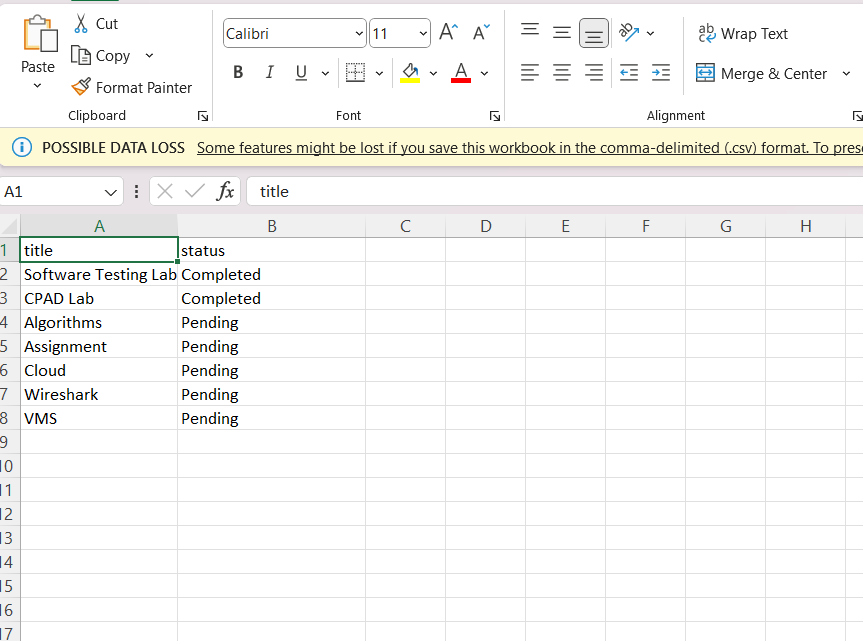 Cut
Copy
Paste
Format Painter
Clipboard
Calibri 11 A A
B I U A
Font
ab Wrap Text
Merge & Center
Alignment
POSSIBLE DATA LOSS Some features might be lost if you save this workbook in the comma-delimited (.csv) format. To prese
A1 fx title
A B C D E F G H
1 title status
2 Software Testing Lab Completed
3 CPAD Lab Completed
4 Algorithms Pending
5 Assignment Pending
6 Cloud Pending
7 Wireshark Pending
8 VMS Pending
9
10
11
12
13
14
15
16
17